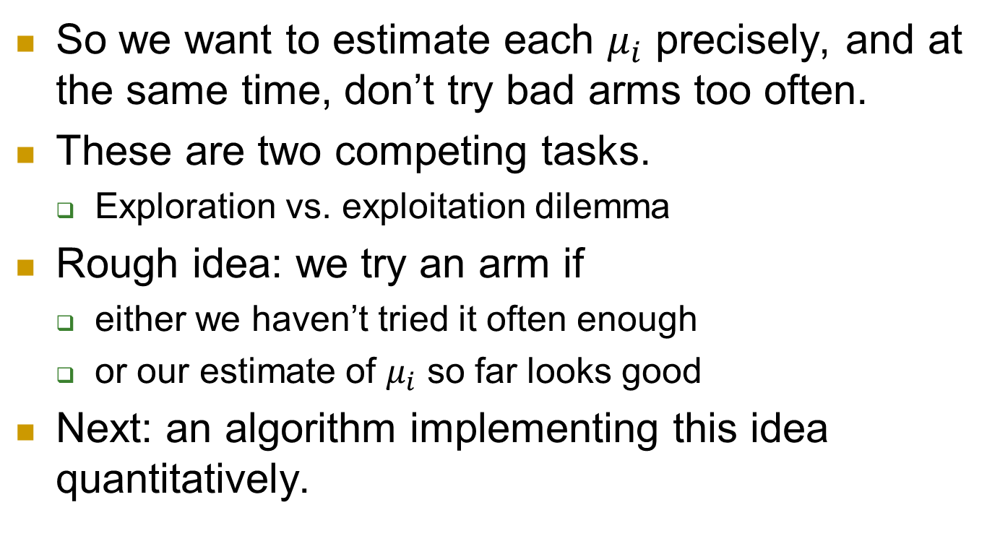 So we want to estimate each μᵢ precisely, and at
the same time, don’t try bad arms too often.
These are two competing tasks.
Exploration vs. exploitation dilemma
Rough idea: we try an arm if
either we haven’t tried it often enough
or our estimate of μᵢ so far looks good
Next: an algorithm implementing this idea
quantitatively.